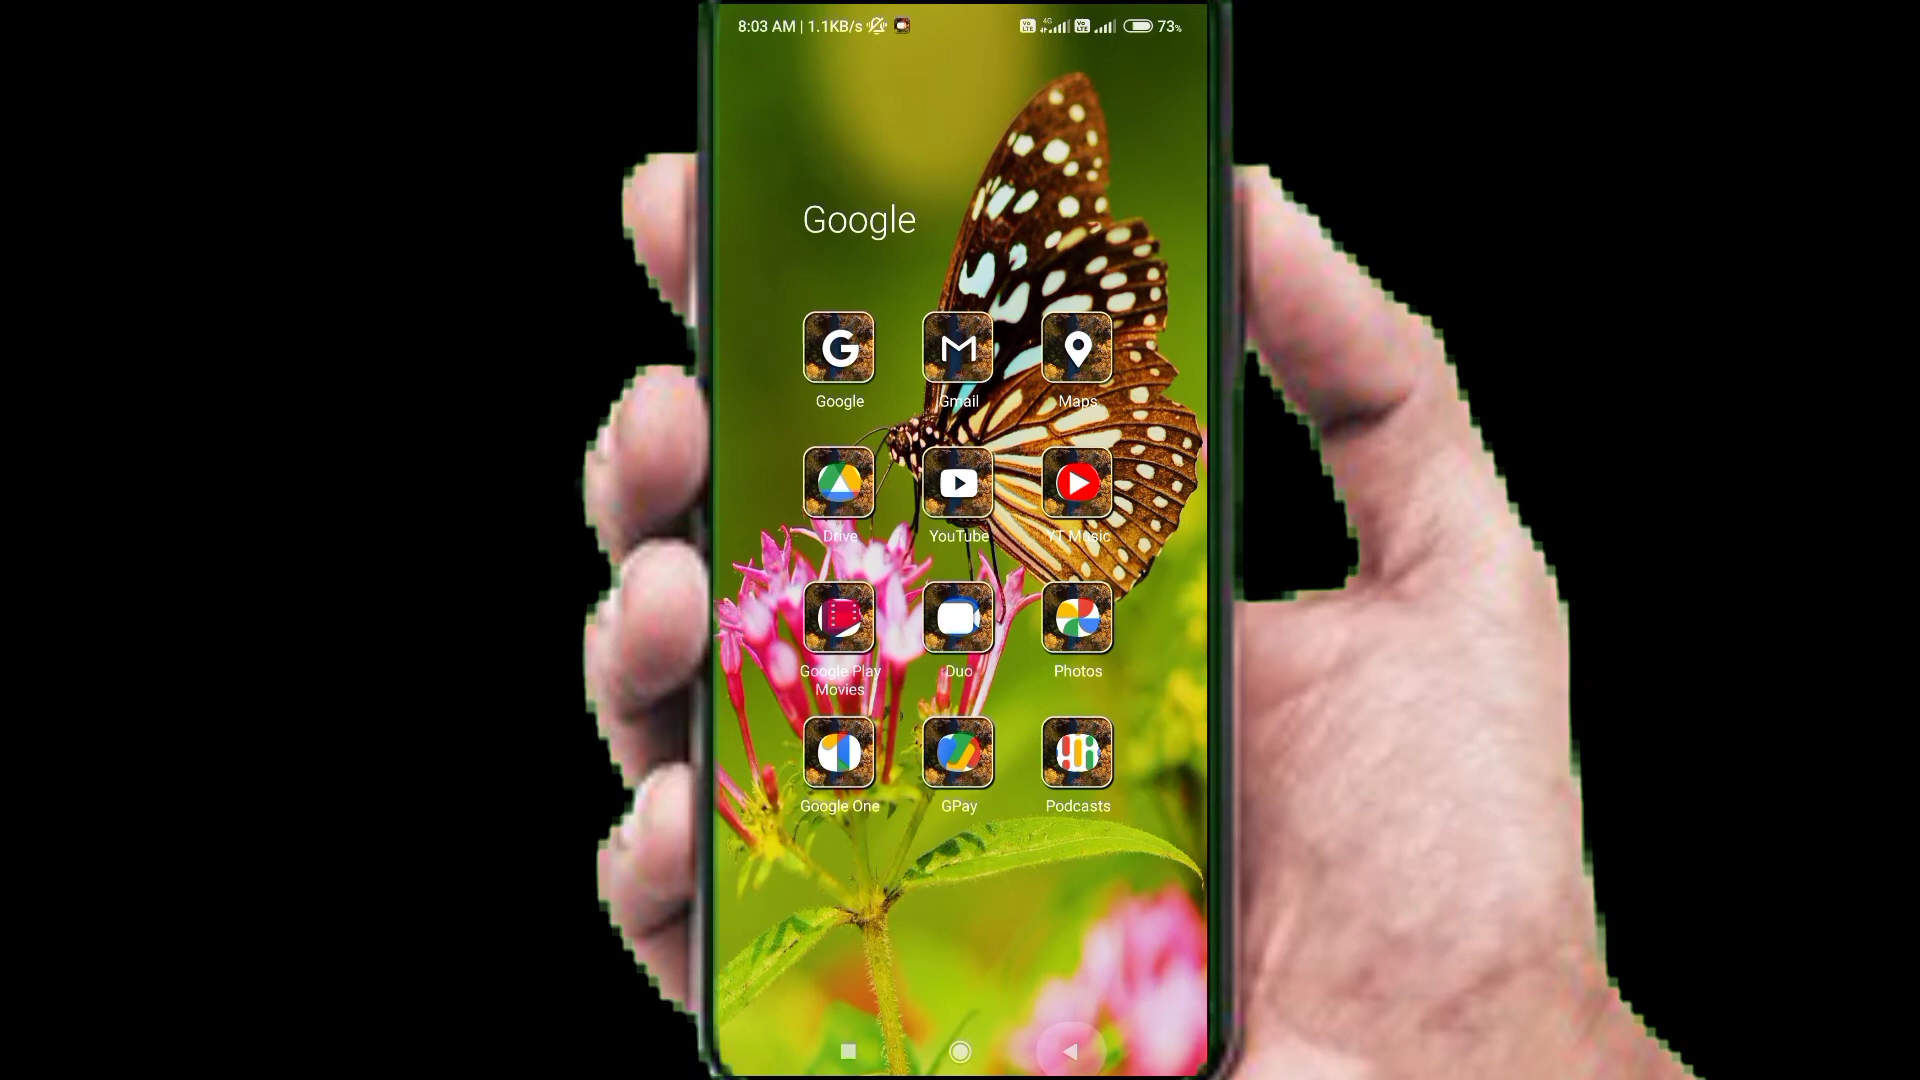 8:03 AM | 1.1KB/s
4G
73%
Google
Google
Gmail
Maps
Drive
YouTube
YT Music
Google Play
Movies
Duo
Photos
Google One
GPay
Podcasts